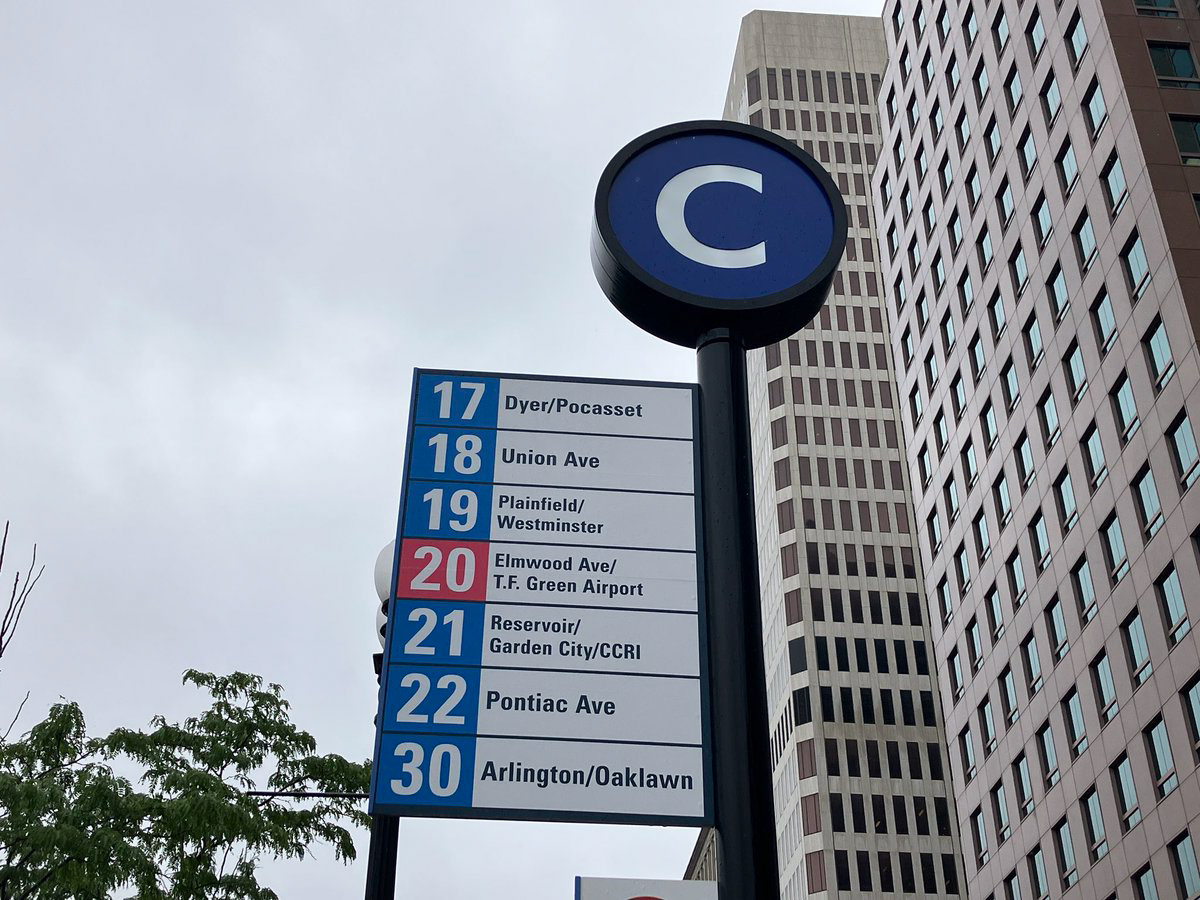 C
17 Dyer/Pocasset
18 Union Ave
19 Plainfield/
Westminster
20 Elmwood Ave/
T.F. Green Airport
21 Reservoir/
Garden City/CCRI
22 Pontiac Ave
30 Arlington/Oaklawn